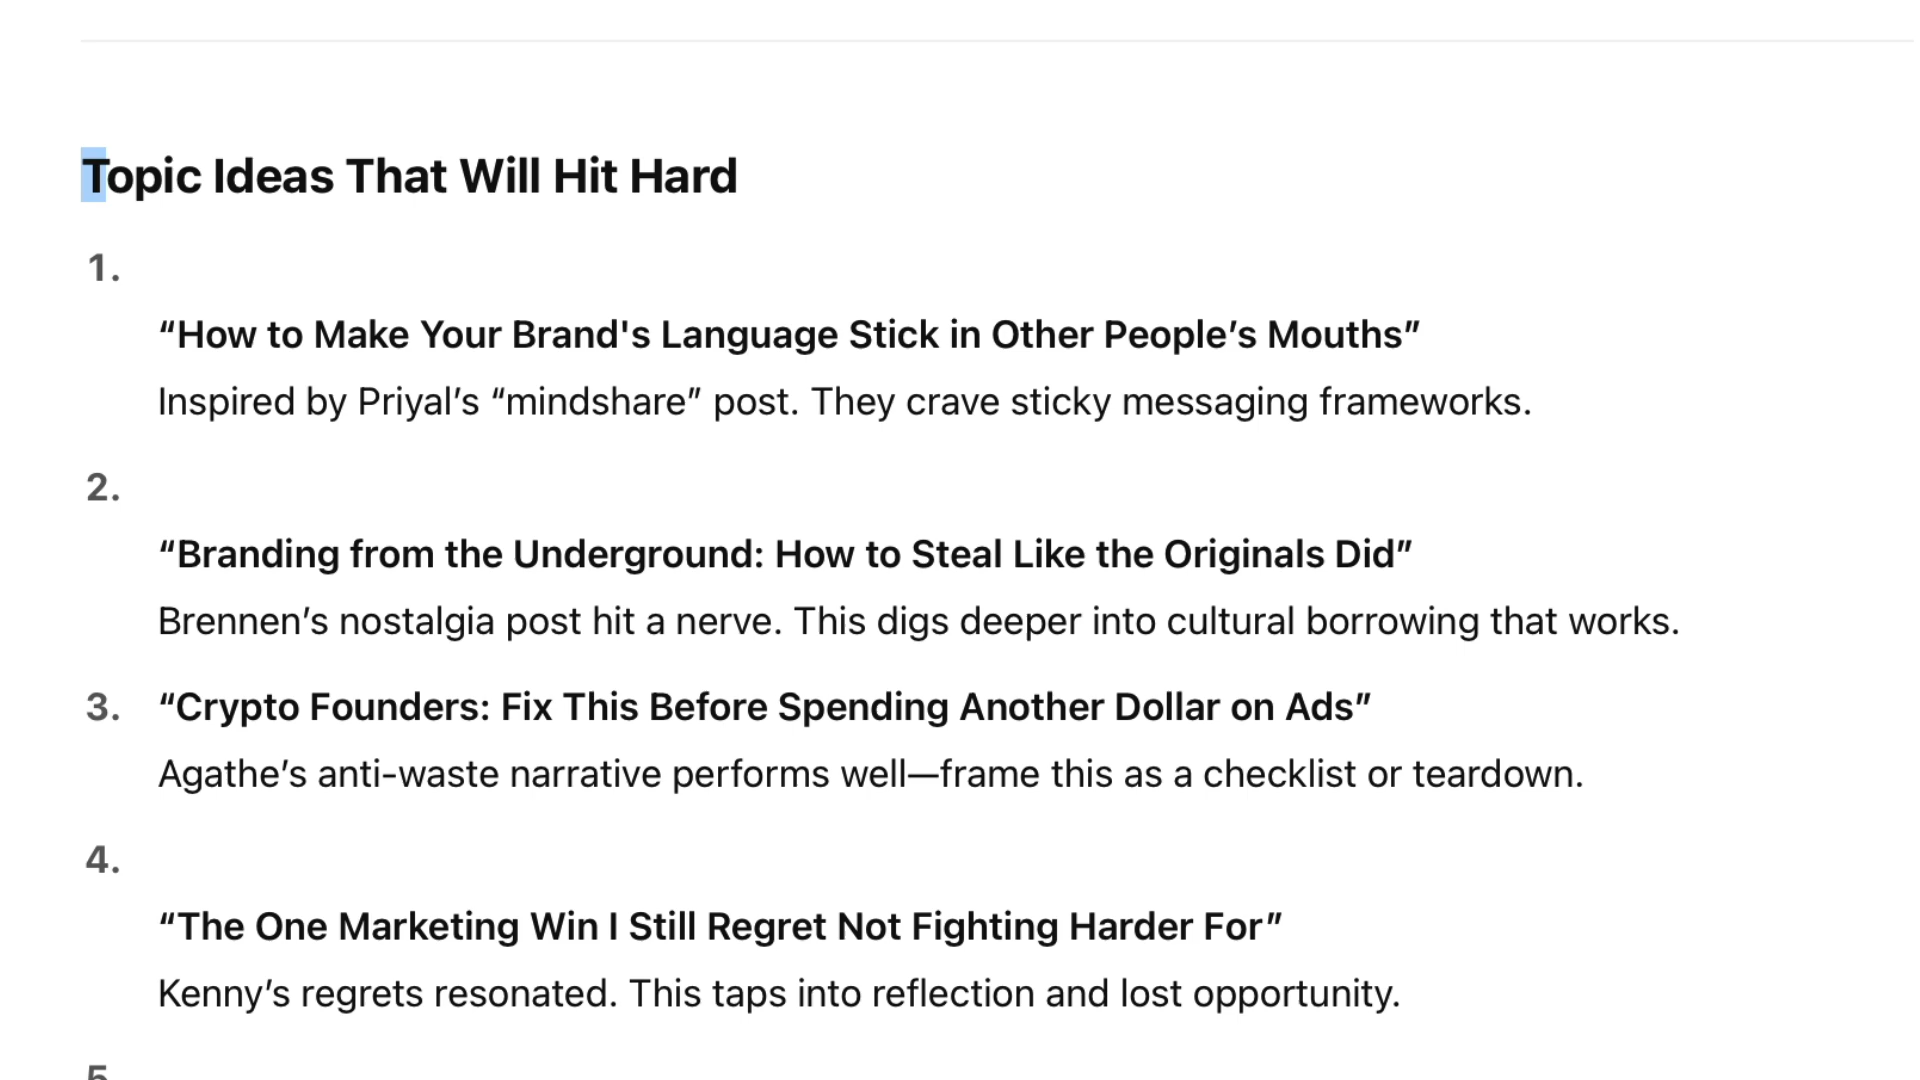 Topic Ideas That Will Hit Hard
1.
“How to Make Your Brand's Language Stick in Other People’s Mouths”
Inspired by Priyal’s “mindshare” post. They crave sticky messaging frameworks.
2.
“Branding from the Underground: How to Steal Like the Originals Did”
Brennen’s nostalgia post hit a nerve. This digs deeper into cultural borrowing that works.
3. “Crypto Founders: Fix This Before Spending Another Dollar on Ads”
Agathe’s anti-waste narrative performs well—frame this as a checklist or teardown.
4.
“The One Marketing Win I Still Regret Not Fighting Harder For”
Kenny’s regrets resonated. This taps into reflection and lost opportunity.
5